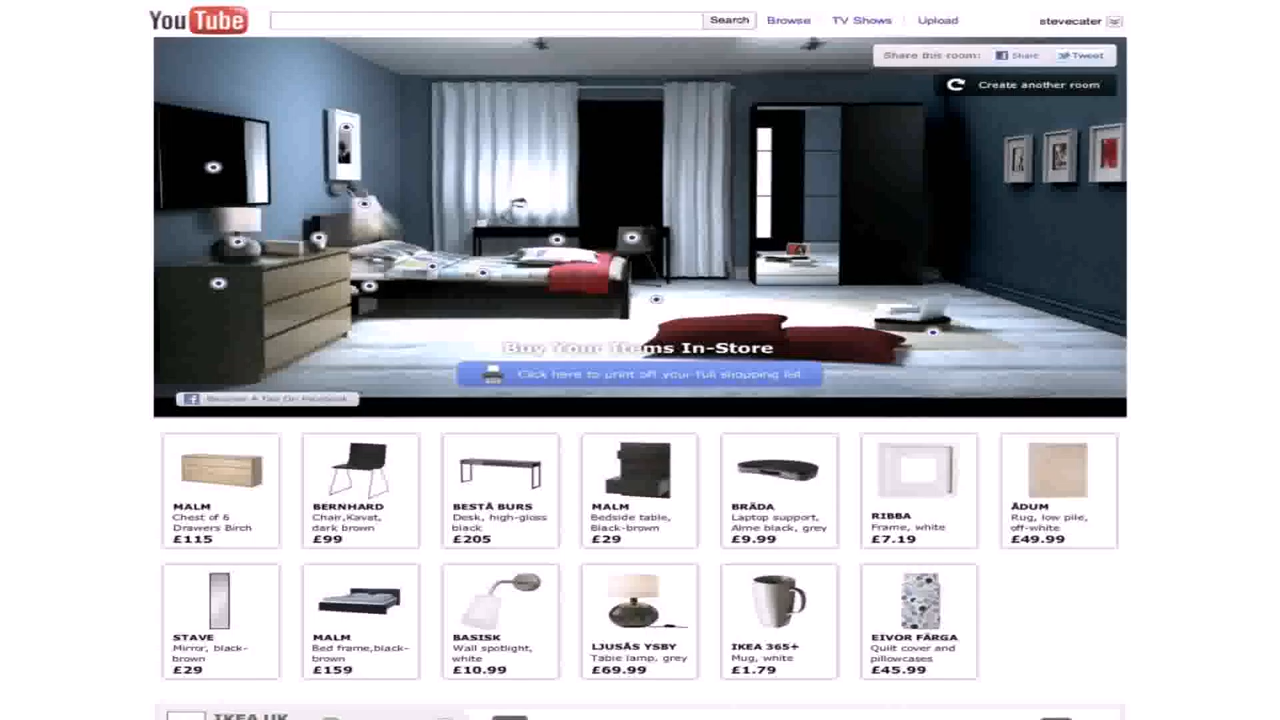 YouTube
Search
Browse
TV Shows
Upload
stevecater
Share this room:
Share
Tweet
Create another room
Buy Your Items In-Store
Click here to print off your full shopping list
Become A Fan On Facebook
MALM
Chest of 6
Drawers Birch
£115
BERNHARD
Chair,Kavat,
dark brown
£99
BESTÅ BURS
Desk, high-gloss
black
£205
MALM
Bedside table,
Black-brown
£29
BRÄDA
Laptop support,
Alme black, grey
£9.99
RIBBA
Frame, white
£7.19
ÅDUM
Rug, low pile,
off-white
£49.99
STAVE
Mirror, black-
brown
£29
MALM
Bed frame,black-
brown
£159
BASISK
Wall spotlight,
white
£10.99
LJUSÅS YSBY
Table lamp, grey
£69.99
IKEA 365+
Mug, white
£1.79
EIVOR FÄRGA
Quilt cover and
pillowcases
£45.99
IKEA UK